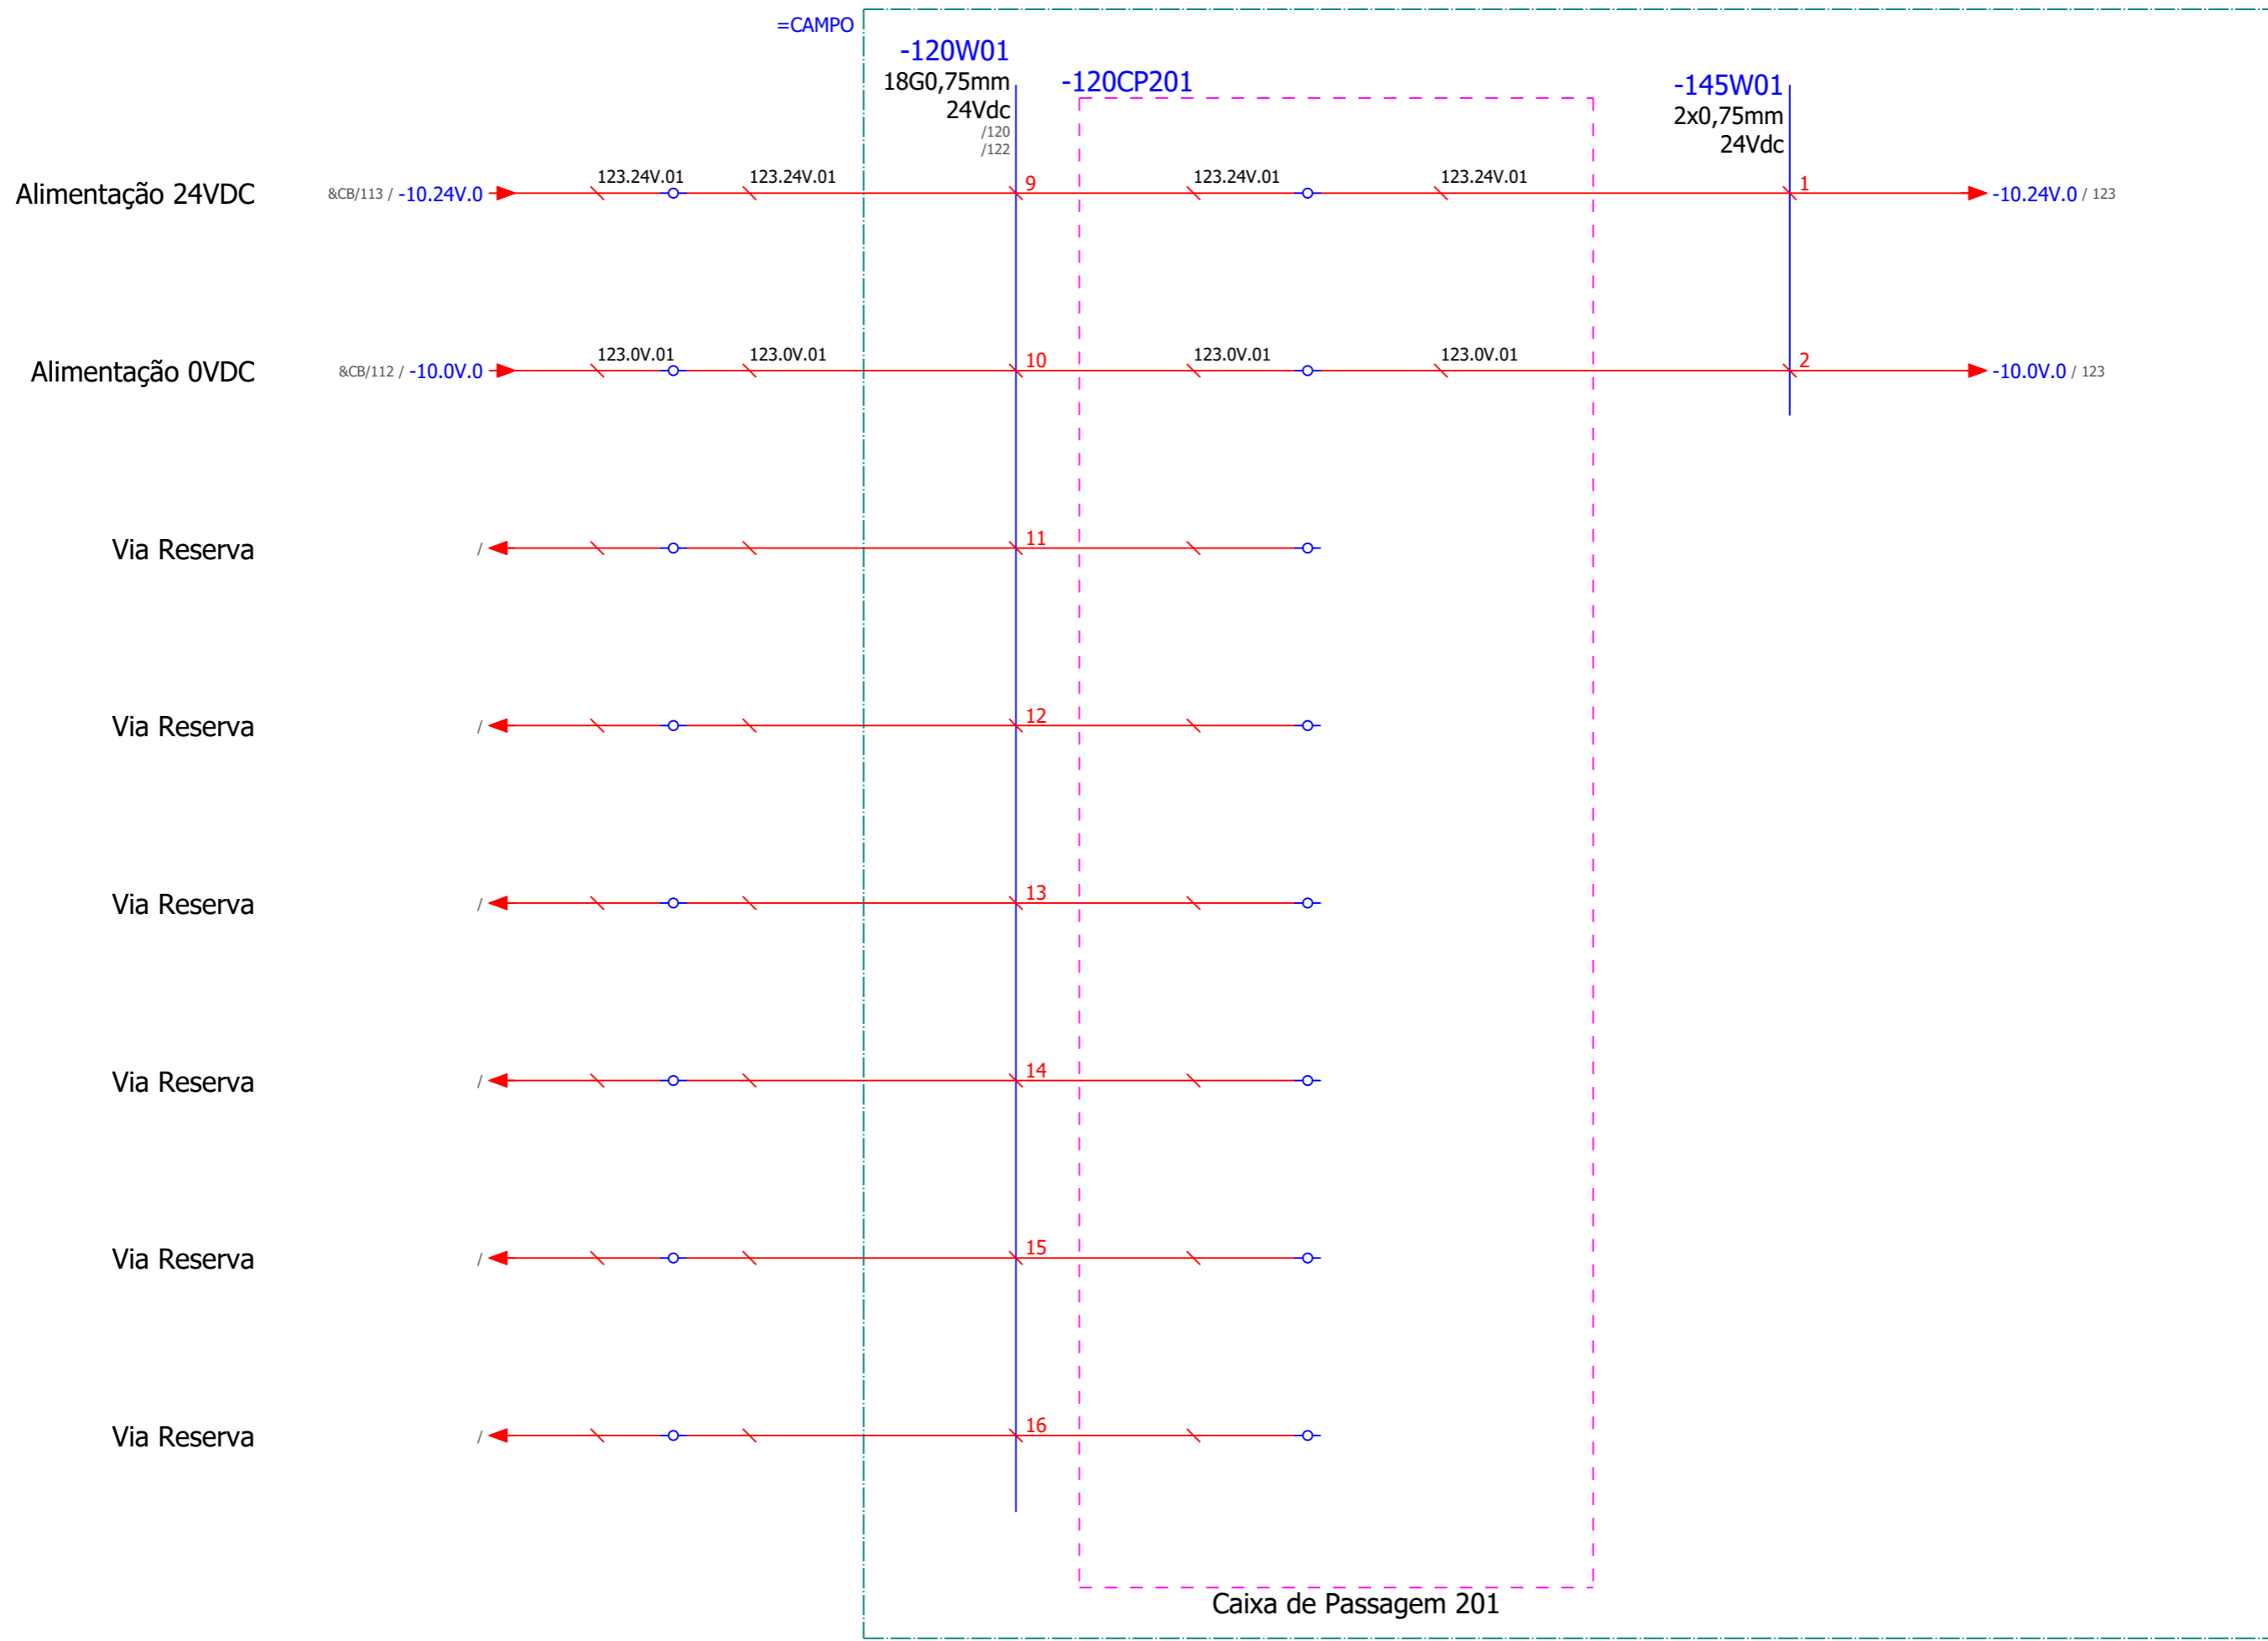 =CAMPO
-120W01
18G0,75mm
24Vdc
/120
/122
-120CP201
-145W01
2x0,75mm
24Vdc
Alimentação 24VDC &CB/113 / -10.24V.0 123.24V.01 123.24V.01 9 123.24V.01 123.24V.01 1 -10.24V.0 / 123
Alimentação 0VDC &CB/112 / -10.0V.0 123.0V.01 123.0V.01 10 123.0V.01 123.0V.01 2 -10.0V.0 / 123
Via Reserva / 11
Via Reserva / 12
Via Reserva / 13
Via Reserva / 14
Via Reserva / 15
Via Reserva / 16
Caixa de Passagem 201